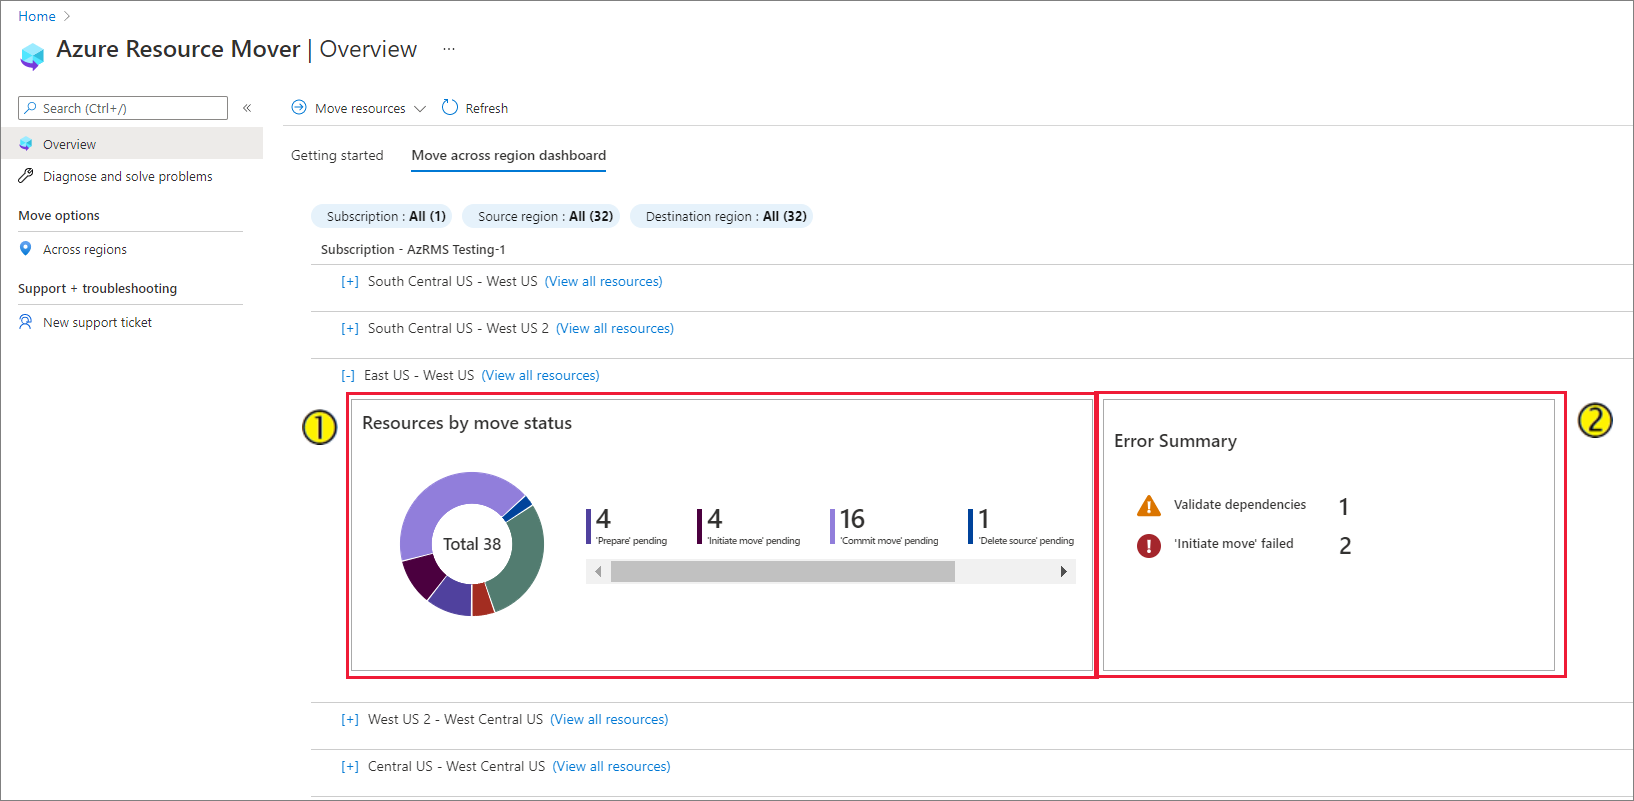 Home
Azure Resource Mover | Overview ...
Search (Ctrl+/) «
Overview
Diagnose and solve problems
Move options
Across regions
Support + troubleshooting
New support ticket
Move resources Refresh
Getting started Move across region dashboard
Subscription : All (1) Source region : All (32) Destination region : All (32)
Subscription - AzRMS Testing-1
[+] South Central US - West US (View all resources)
[+] South Central US - West US 2 (View all resources)
[-] East US - West US (View all resources)
1
Resources by move status
Total 38
4 4 16 1
'Prepare' pending 'Initiate move' pending 'Commit move' pending 'Delete source' pending
2
Error Summary
Validate dependencies 1
'Initiate move' failed 2
[+] West US 2 - West Central US (View all resources)
[+] Central US - West Central US (View all resources)